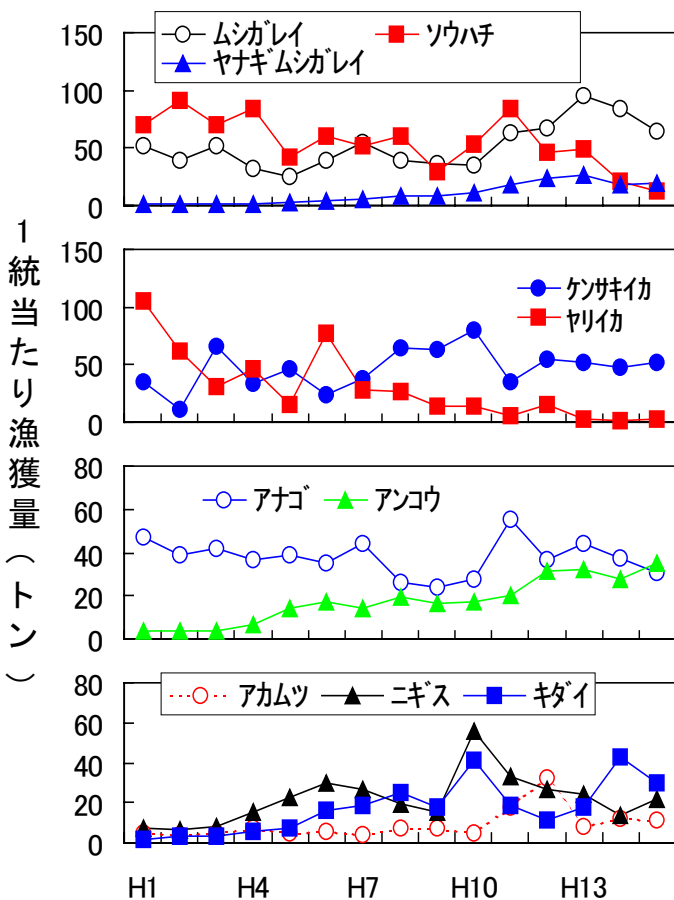 1統当たり漁獲量（トン）
150
100
50
0
ムシガレイ ソウハチ
ヤナギムシガレイ
150
100
50
0
ケンサキイカ
ヤリイカ
80
60
40
20
0
アナゴ アンコウ
80
60
40
20
0
アカムツ ニギス キダイ
H1 H4 H7 H10 H13